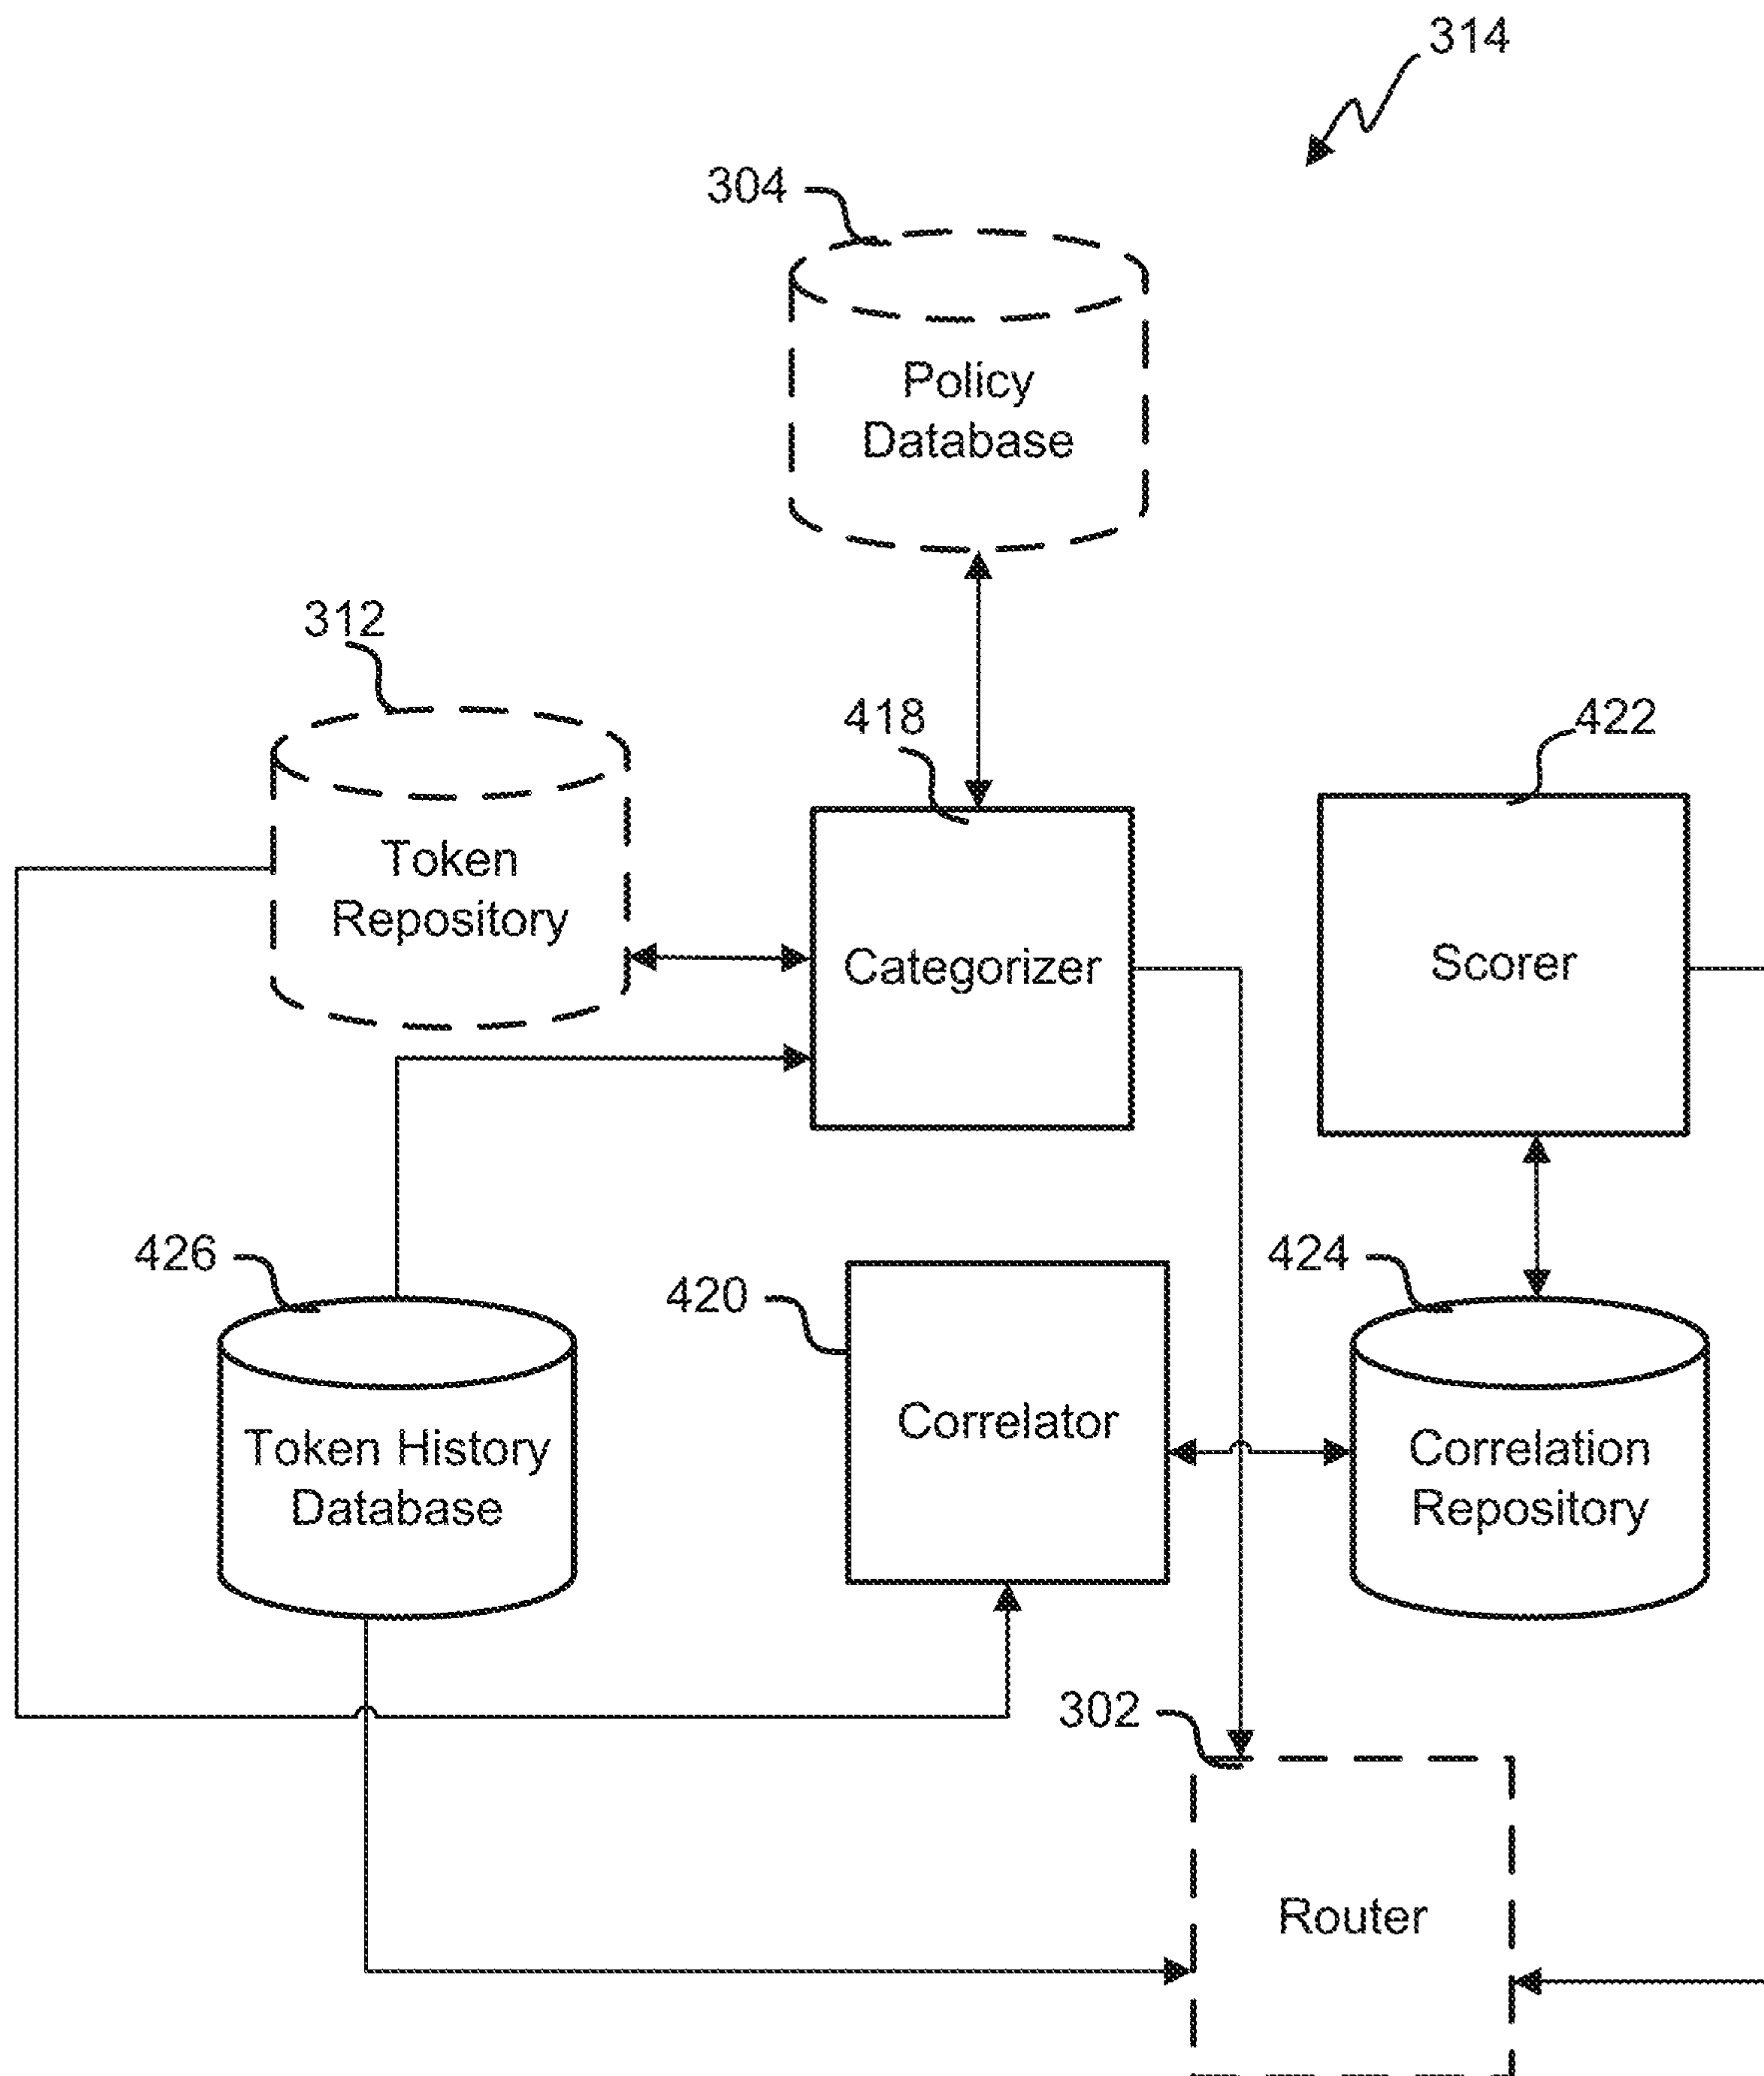 314
304
Policy
Database
312
418
422
Token
Repository
Categorizer
Scorer
426
420
424
Token History
Database
Correlator
Correlation
Repository
302
Router